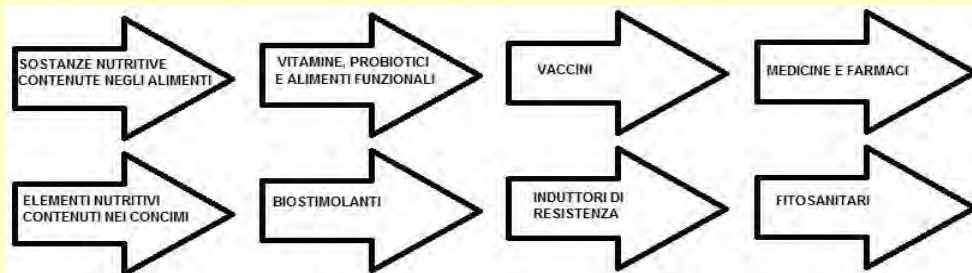 SOSTANZE NUTRITIVE
CONTENUTE NEGLI ALIMENTI
VITAMINE, PROBIOTICI
E ALIMENTI FUNZIONALI
VACCINI
MEDICINE E FARMACI
ELEMENTI NUTRITIVI
CONTENUTI NEI CONCIMI
BIOSTIMOLANTI
INDUTTORI DI
RESISTENZA
FITOSANITARI